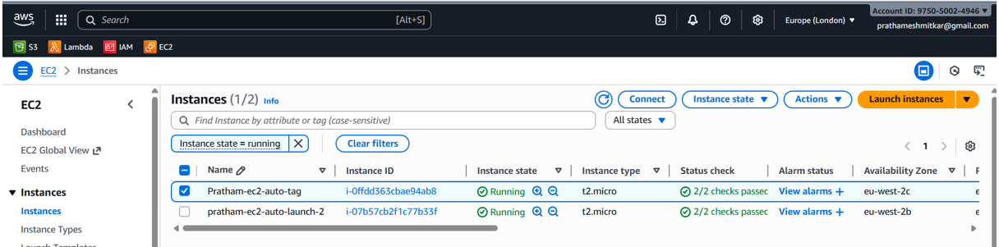 aws Search [Alt+S] Europe (London) Account ID: 9750-5002-4946
prathameshmitkar@gmail.com
S3 Lambda IAM EC2
EC2 Instances
EC2
Dashboard
EC2 Global View
Events
Instances
Instances
Instance Types
Launch Templates
Instances (1/2) Info Connect Instance state Actions Launch instances
Find Instance by attribute or tag (case-sensitive) All states
Instance state = running Clear filters
1
Name Instance ID Instance state Instance type Status check Alarm status Availability Zone
Pratham-ec2-auto-tag i-0ffdd363cbae94ab8 Running t2.micro 2/2 checks passed View alarms + eu-west-2c
pratham-ec2-auto-launch-2 i-07b57cb2f1c77b33f Running t2.micro 2/2 checks passed View alarms + eu-west-2b